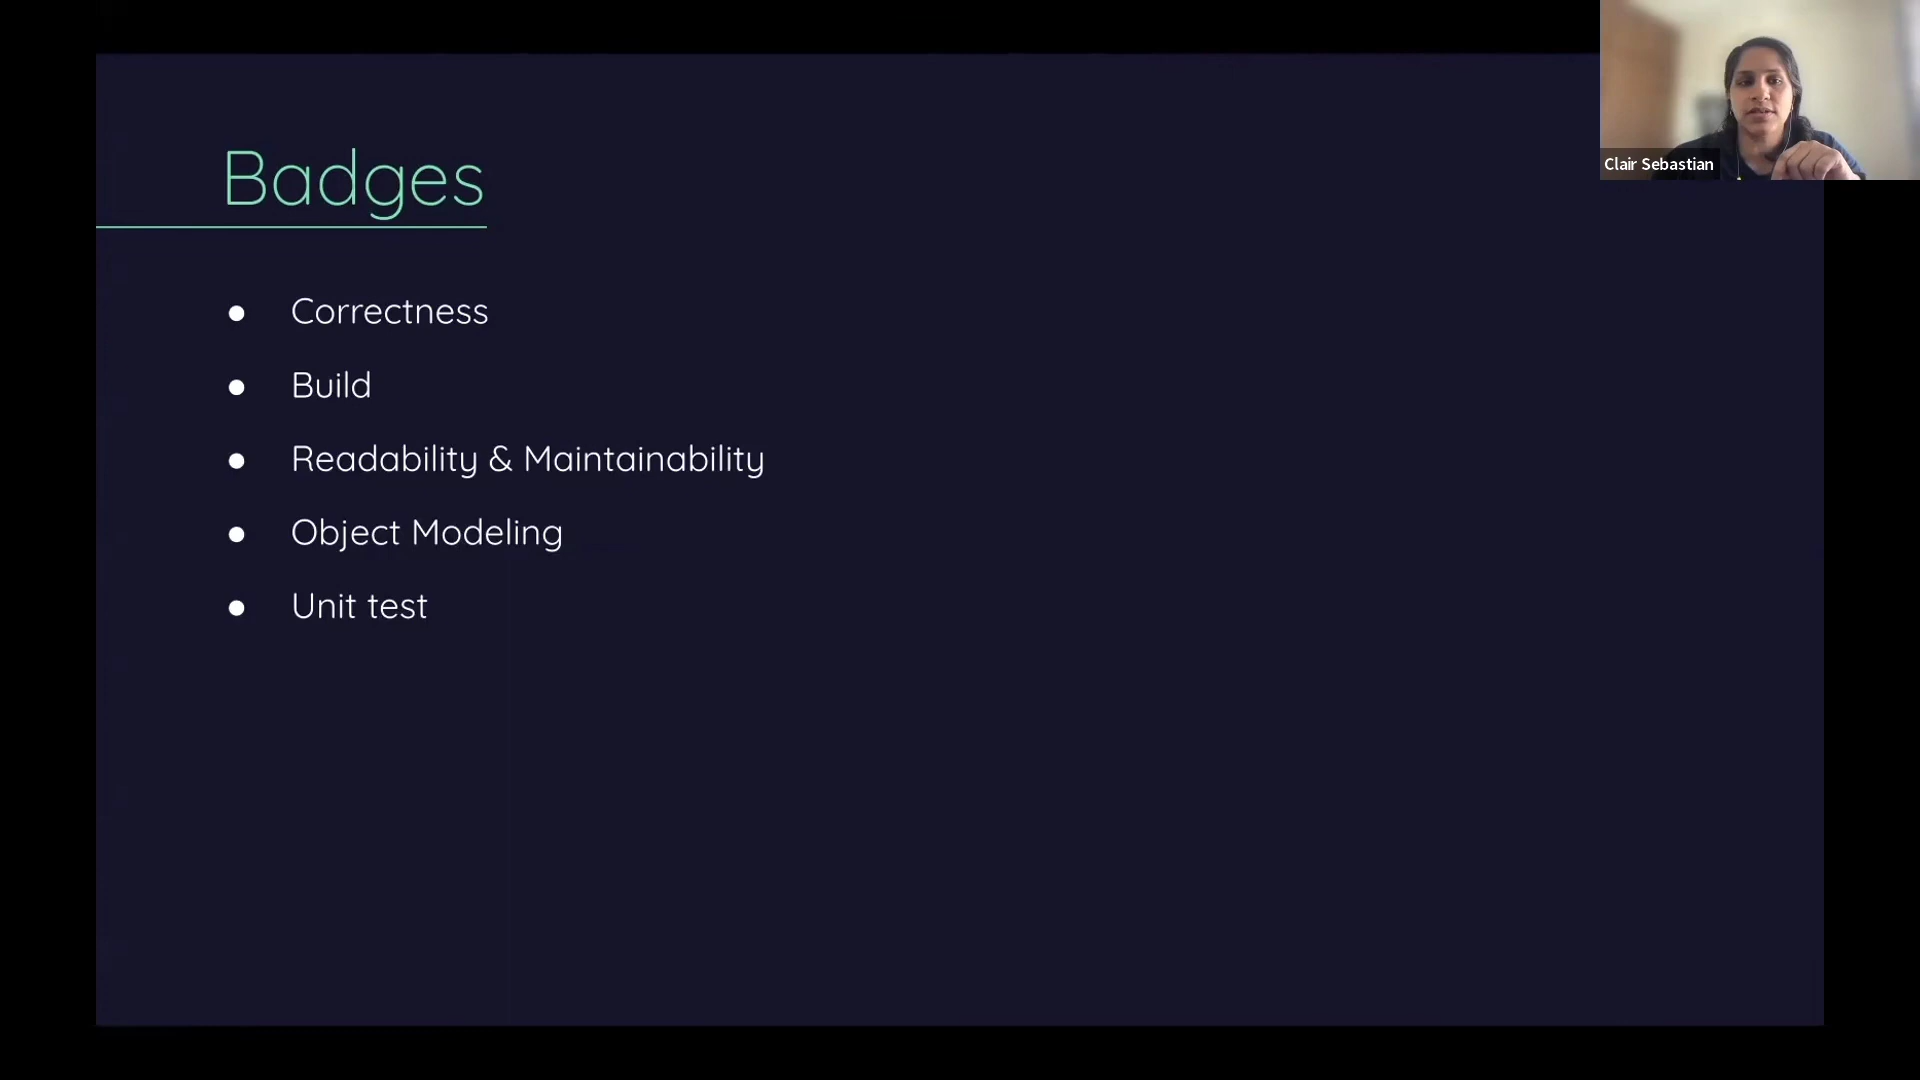 Badges
Correctness
Build
Readability & Maintainability
Object Modeling
Unit test
Clair Sebastian